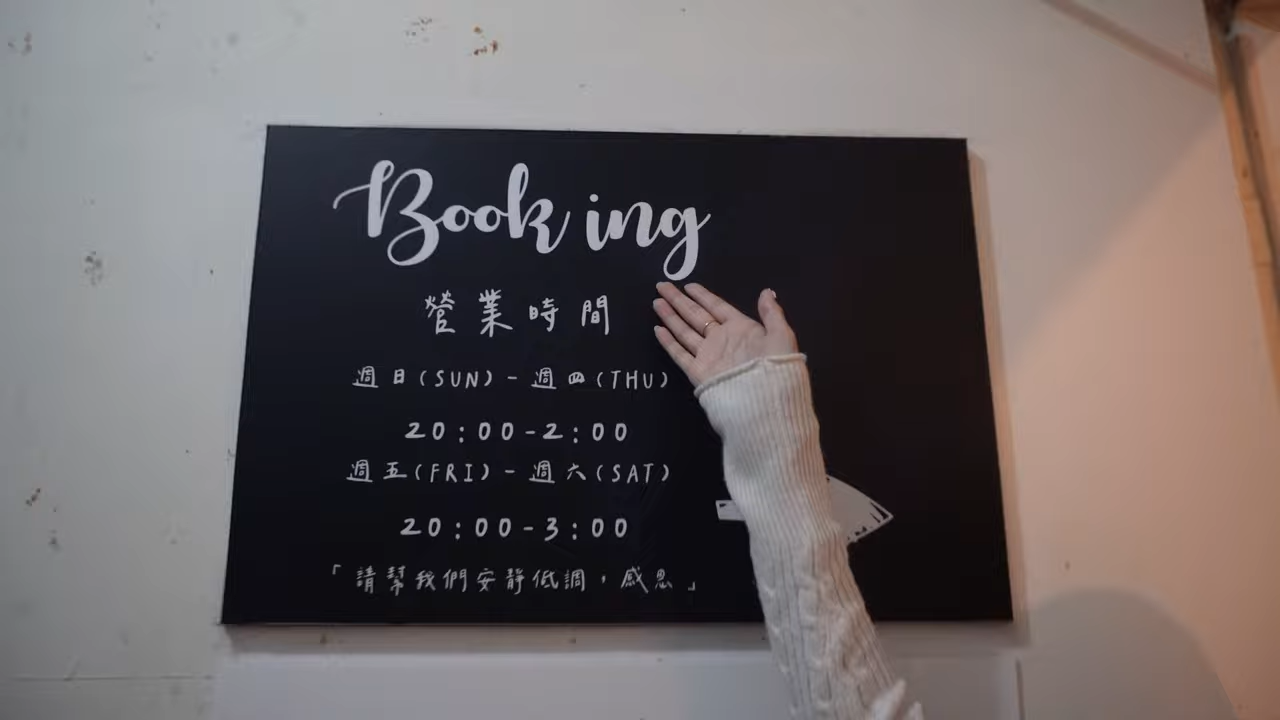 Book ing
營業時間
週日(SUN)-週四(THU)
20:00-2:00
週五(FRI)-週六(SAT)
20:00-3:00
「請幫我們安靜低調,感恩」